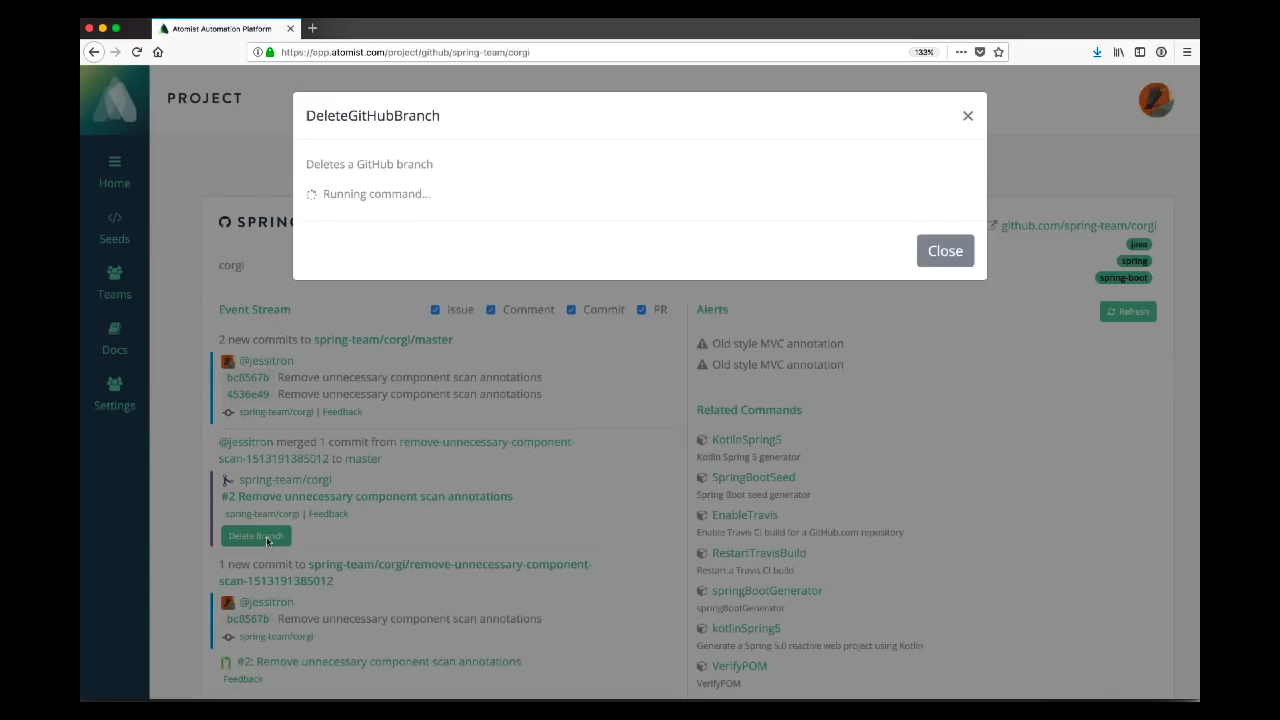 Atomist Automation Platform
https://app.atomist.com/project/github/spring-team/corgi
133%
PROJECT
DeleteGitHubBranch
Deletes a GitHub branch
Running command...
Close
Home
Seeds
Teams
Docs
Settings
SPRING
github.com/spring-team/corgi
corgi
java
spring
spring-boot
Event Stream
Issue
Comment
Commit
PR
2 new commits to spring-team/corgi/master
@jessitron
bc8567b Remove unnecessary component scan annotations
4536e49 Remove unnecessary component scan annotations
spring-team/corgi | Feedback
@jessitron merged 1 commit from remove-unnecessary-component-
scan-1513191385012 to master
spring-team/corgi
#2 Remove unnecessary component scan annotations
spring-team/corgi | Feedback
Delete Branch
1 new commit to spring-team/corgi/remove-unnecessary-component-
scan-1513191385012
@jessitron
bc8567b Remove unnecessary component scan annotations
spring-team/corgi
#2: Remove unnecessary component scan annotations
Feedback
Alerts
Refresh
Old style MVC annotation
Old style MVC annotation
Related Commands
KotlinSpring5
Kotlin Spring 5 generator
SpringBootSeed
Spring Boot seed generator
EnableTravis
Enable Travis CI build for a GitHub.com repository
RestartTravisBuild
Restart a Travis CI build
springBootGenerator
springBootGenerator
kotlinSpring5
Generate a Spring 5.0 reactive web project using Kotlin
VerifyPOM
VerifyPOM